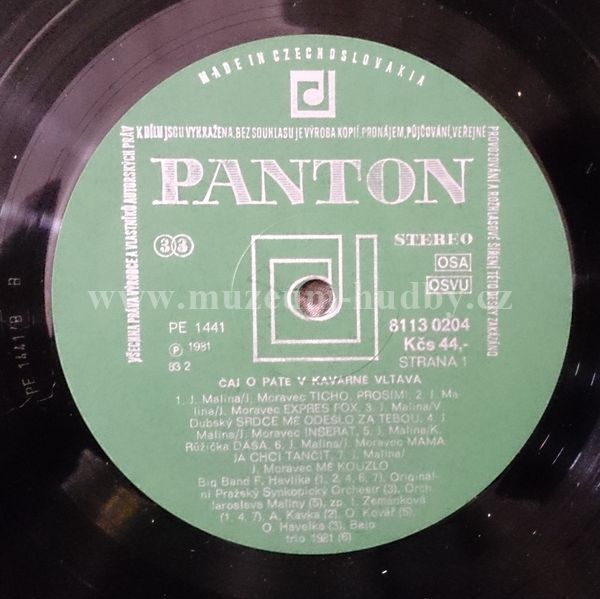 MADE IN CZECHOSLOVAKIA
VŠECHNA PRÁVA VÝROBCE A VLASTNÍKŮ AUTORSKÝCH PRÁV
K DÍLU JSOU VYHRAŽENA. BEZ SOUHLASU JE VÝROBA KOPIÍ, PRONÁJEM, PŮJČOVÁNÍ, VEŘEJNÉ
PROVOZOVÁNÍ A ROZHLASOVÉ ŠÍŘENÍ TÉTO DESKY ZAKÁZÁNO
PANTON
33
STEREO
OSA
OSVU
www.muzeum-hudby.cz
PE 1441
8113 0204
Ⓟ 1981
Kčs 44,-
83 2
STRANA 1
ČAJ O PÁTÉ V KAVÁRNĚ VLTAVA
1. J. Malina/J. Moravec TICHO, PROSÍM! 2. J. Ma-
lina/J. Moravec EXPRES FOX, 3. J. Malina/V.
Dubský SRDCE MÉ ODEŠLO ZA TEBOU, 4. J.
Malina/J. Moravec INSERÁT, 5. J. Malina/K.
Růžička DÁŠA, 6. J. Malina/J. Moravec MAMÁ,
JÁ CHCI TANČIT, 7. J. Malina/
J. Moravec MÉ KOUZLO
Big Band F. Havlíka (1, 2, 4, 6, 7), Originál-
ní Pražský Synkopický Orchestr (3), Orch.
Jaroslava Maliny (5), zp. I. Zemánková
(1, 4, 7), A. Kavka (2), O. Kovář (5),
O. Havelka (3), Bajo
trio 1981 (6)
PE 1441/B B